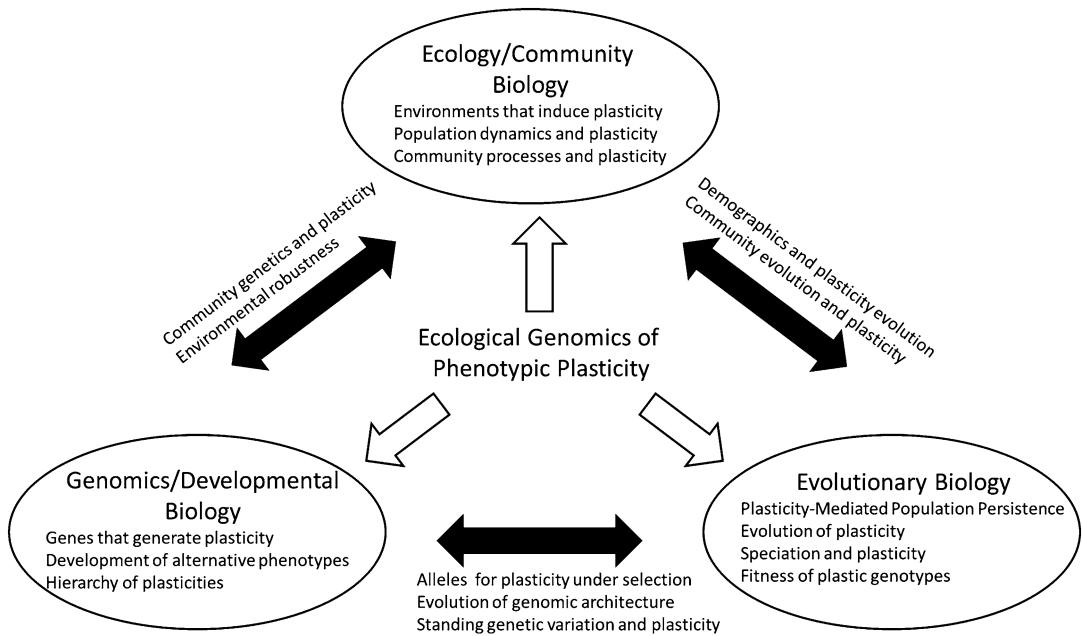 Ecology/Community
Biology
Environments that induce plasticity
Population dynamics and plasticity
Community processes and plasticity
Community genetics and plasticity
Environmental robustness
Demographics and plasticity evolution
Community evolution and plasticity
Ecological Genomics of
Phenotypic Plasticity
Genomics/Developmental
Biology
Genes that generate plasticity
Development of alternative phenotypes
Hierarchy of plasticities
Evolutionary Biology
Plasticity-Mediated Population Persistence
Evolution of plasticity
Speciation and plasticity
Fitness of plastic genotypes
Alleles for plasticity under selection
Evolution of genomic architecture
Standing genetic variation and plasticity